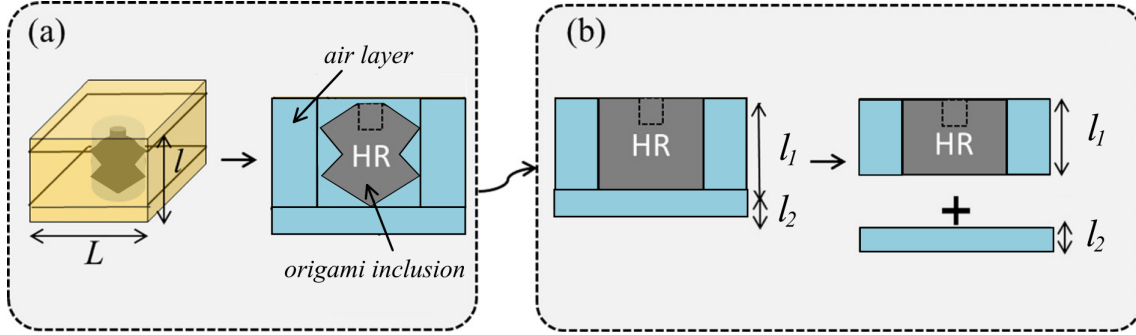 (a)
air layer
l
L
HR
origami inclusion
(b)
HR
l1
l2
HR
l1
+
l2